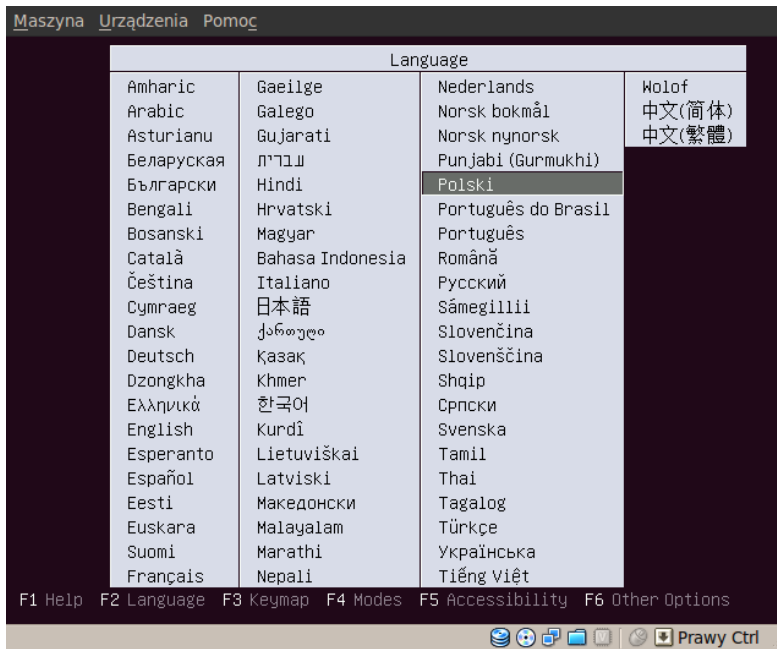 Maszyna Urządzenia Pomoc
Language
Amharic
Arabic
Asturianu
Беларуская
Български
Bengali
Bosanski
Català
Čeština
Cymraeg
Dansk
Deutsch
Dzongkha
Ελληνικά
English
Esperanto
Español
Eesti
Euskara
Suomi
Français
Gaeilge
Galego
Gujarati
עברית
Hindi
Hrvatski
Magyar
Bahasa Indonesia
Italiano
日本語
ქართული
Қазақ
Khmer
한국어
Kurdî
Lietuviškai
Latviski
Македонски
Malayalam
Marathi
Nepali
Nederlands
Norsk bokmål
Norsk nynorsk
Punjabi (Gurmukhi)
Polski
Português do Brasil
Português
Română
Русский
Sámegillii
Slovenčina
Slovenščina
Shqip
Српски
Svenska
Tamil
Thai
Tagalog
Türkçe
Українська
Tiếng Việt
Wolof
中文(简体)
中文(繁體)
F1 Help F2 Language F3 Keymap F4 Modes F5 Accessibility F6 Other Options
Prawy Ctrl